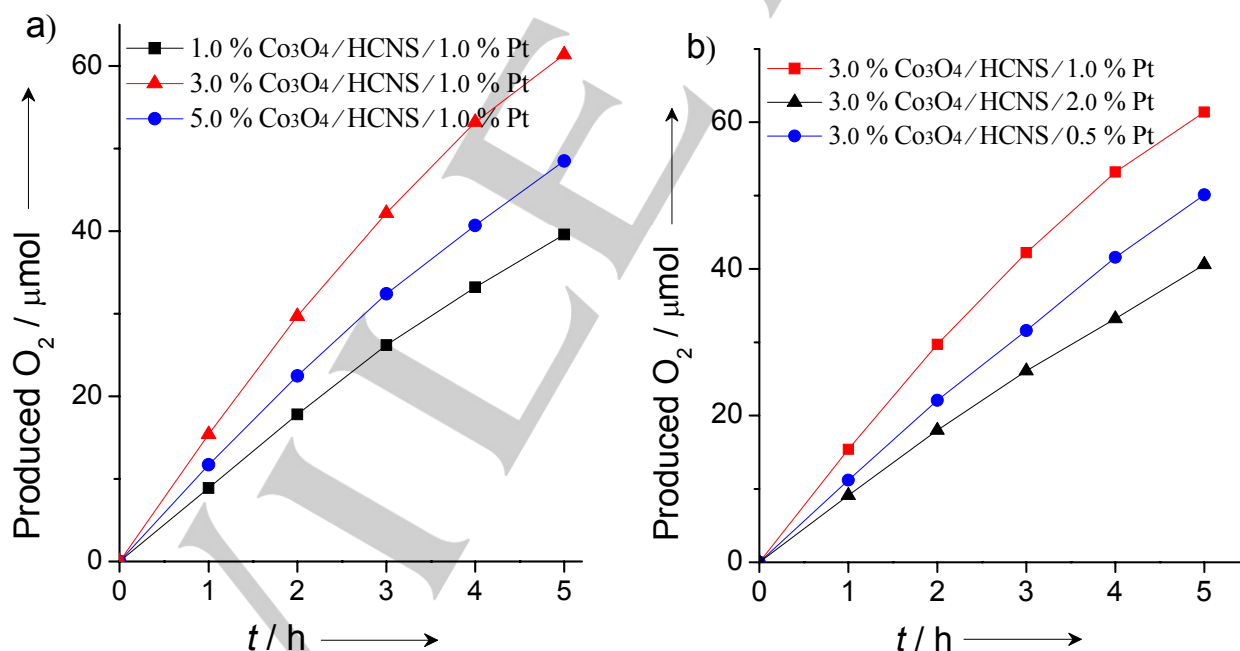 a)
1.0 % Co₃O₄/HCNS/1.0 % Pt
3.0 % Co₃O₄/HCNS/1.0 % Pt
5.0 % Co₃O₄/HCNS/1.0 % Pt
60
40
20
0
Produced O₂ / μmol
0 1 2 3 4 5
t / h
b)
3.0 % Co₃O₄/HCNS/1.0 % Pt
3.0 % Co₃O₄/HCNS/2.0 % Pt
3.0 % Co₃O₄/HCNS/0.5 % Pt
60
40
20
0
Produced O₂ / μmol
0 1 2 3 4 5
t / h